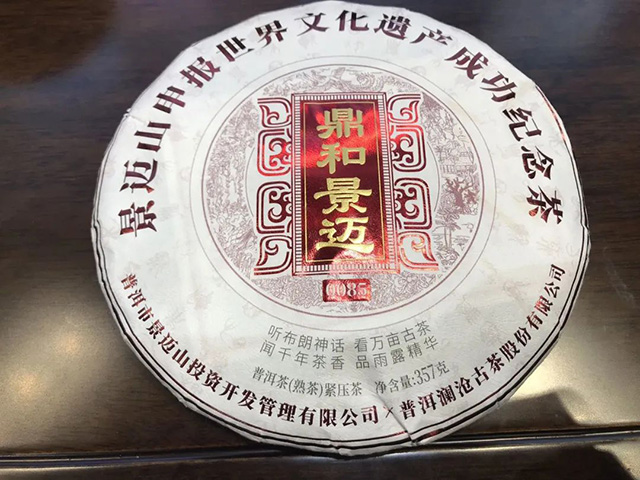 景迈山申报世界文化遗产成功纪念茶
鼎和景迈
0085
听布朗神话 看万亩古茶
闻千年茶香 品雨露精华
普洱茶(熟茶)紧压茶 净含量:357克
普洱市景迈山投资开发管理有限公司×普洱澜沧古茶股份有限公司